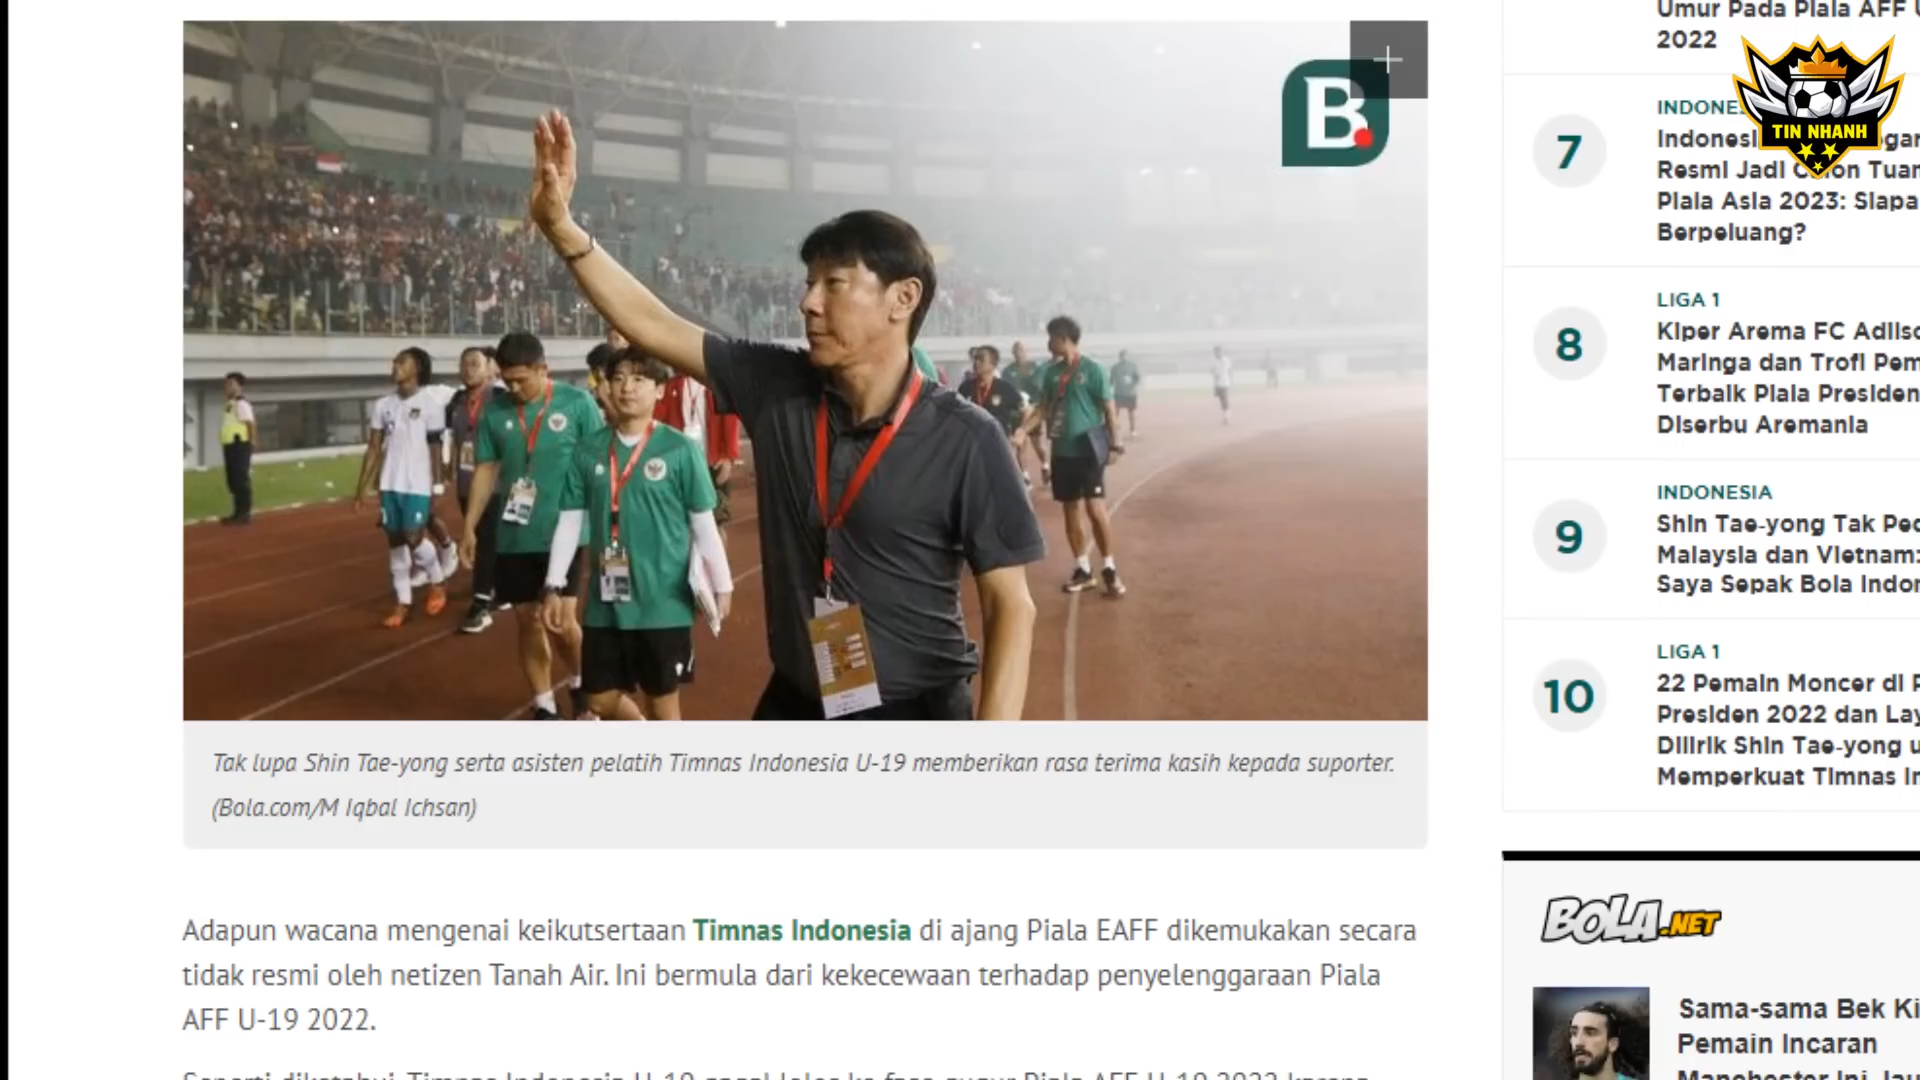 B
Tak lupa Shin Tae-yong serta asisten pelatih Timnas Indonesia U-19 memberikan rasa terima kasih kepada suporter.
(Bola.com/M Iqbal Ichsan)
Adapun wacana mengenai keikutsertaan Timnas Indonesia di ajang Piala EAFF dikemukakan secara
tidak resmi oleh netizen Tanah Air. Ini bermula dari kekecewaan terhadap penyelenggaraan Piala
AFF U-19 2022.
Umur Pada Piala AFF
2022
TIN NHANH
7
Resmi Jadi Tuan
Piala Asia 2023: Siapa
Berpeluang?
8
LIGA 1
Kiper Arema FC Adilso
Maringa dan Trofi Pem
Terbaik Piala Presiden
Diserbu Aremania
9
INDONESIA
Shin Tae-yong Tak Ped
Malaysia dan Vietnam:
Saya Sepak Bola Indon
10
LIGA 1
22 Pemain Moncer di P
Presiden 2022 dan Lay
Dilirik Shin Tae-yong u
Memperkuat Timnas In
BOLA.NET
Sama-sama Bek Ki
Pemain Incaran